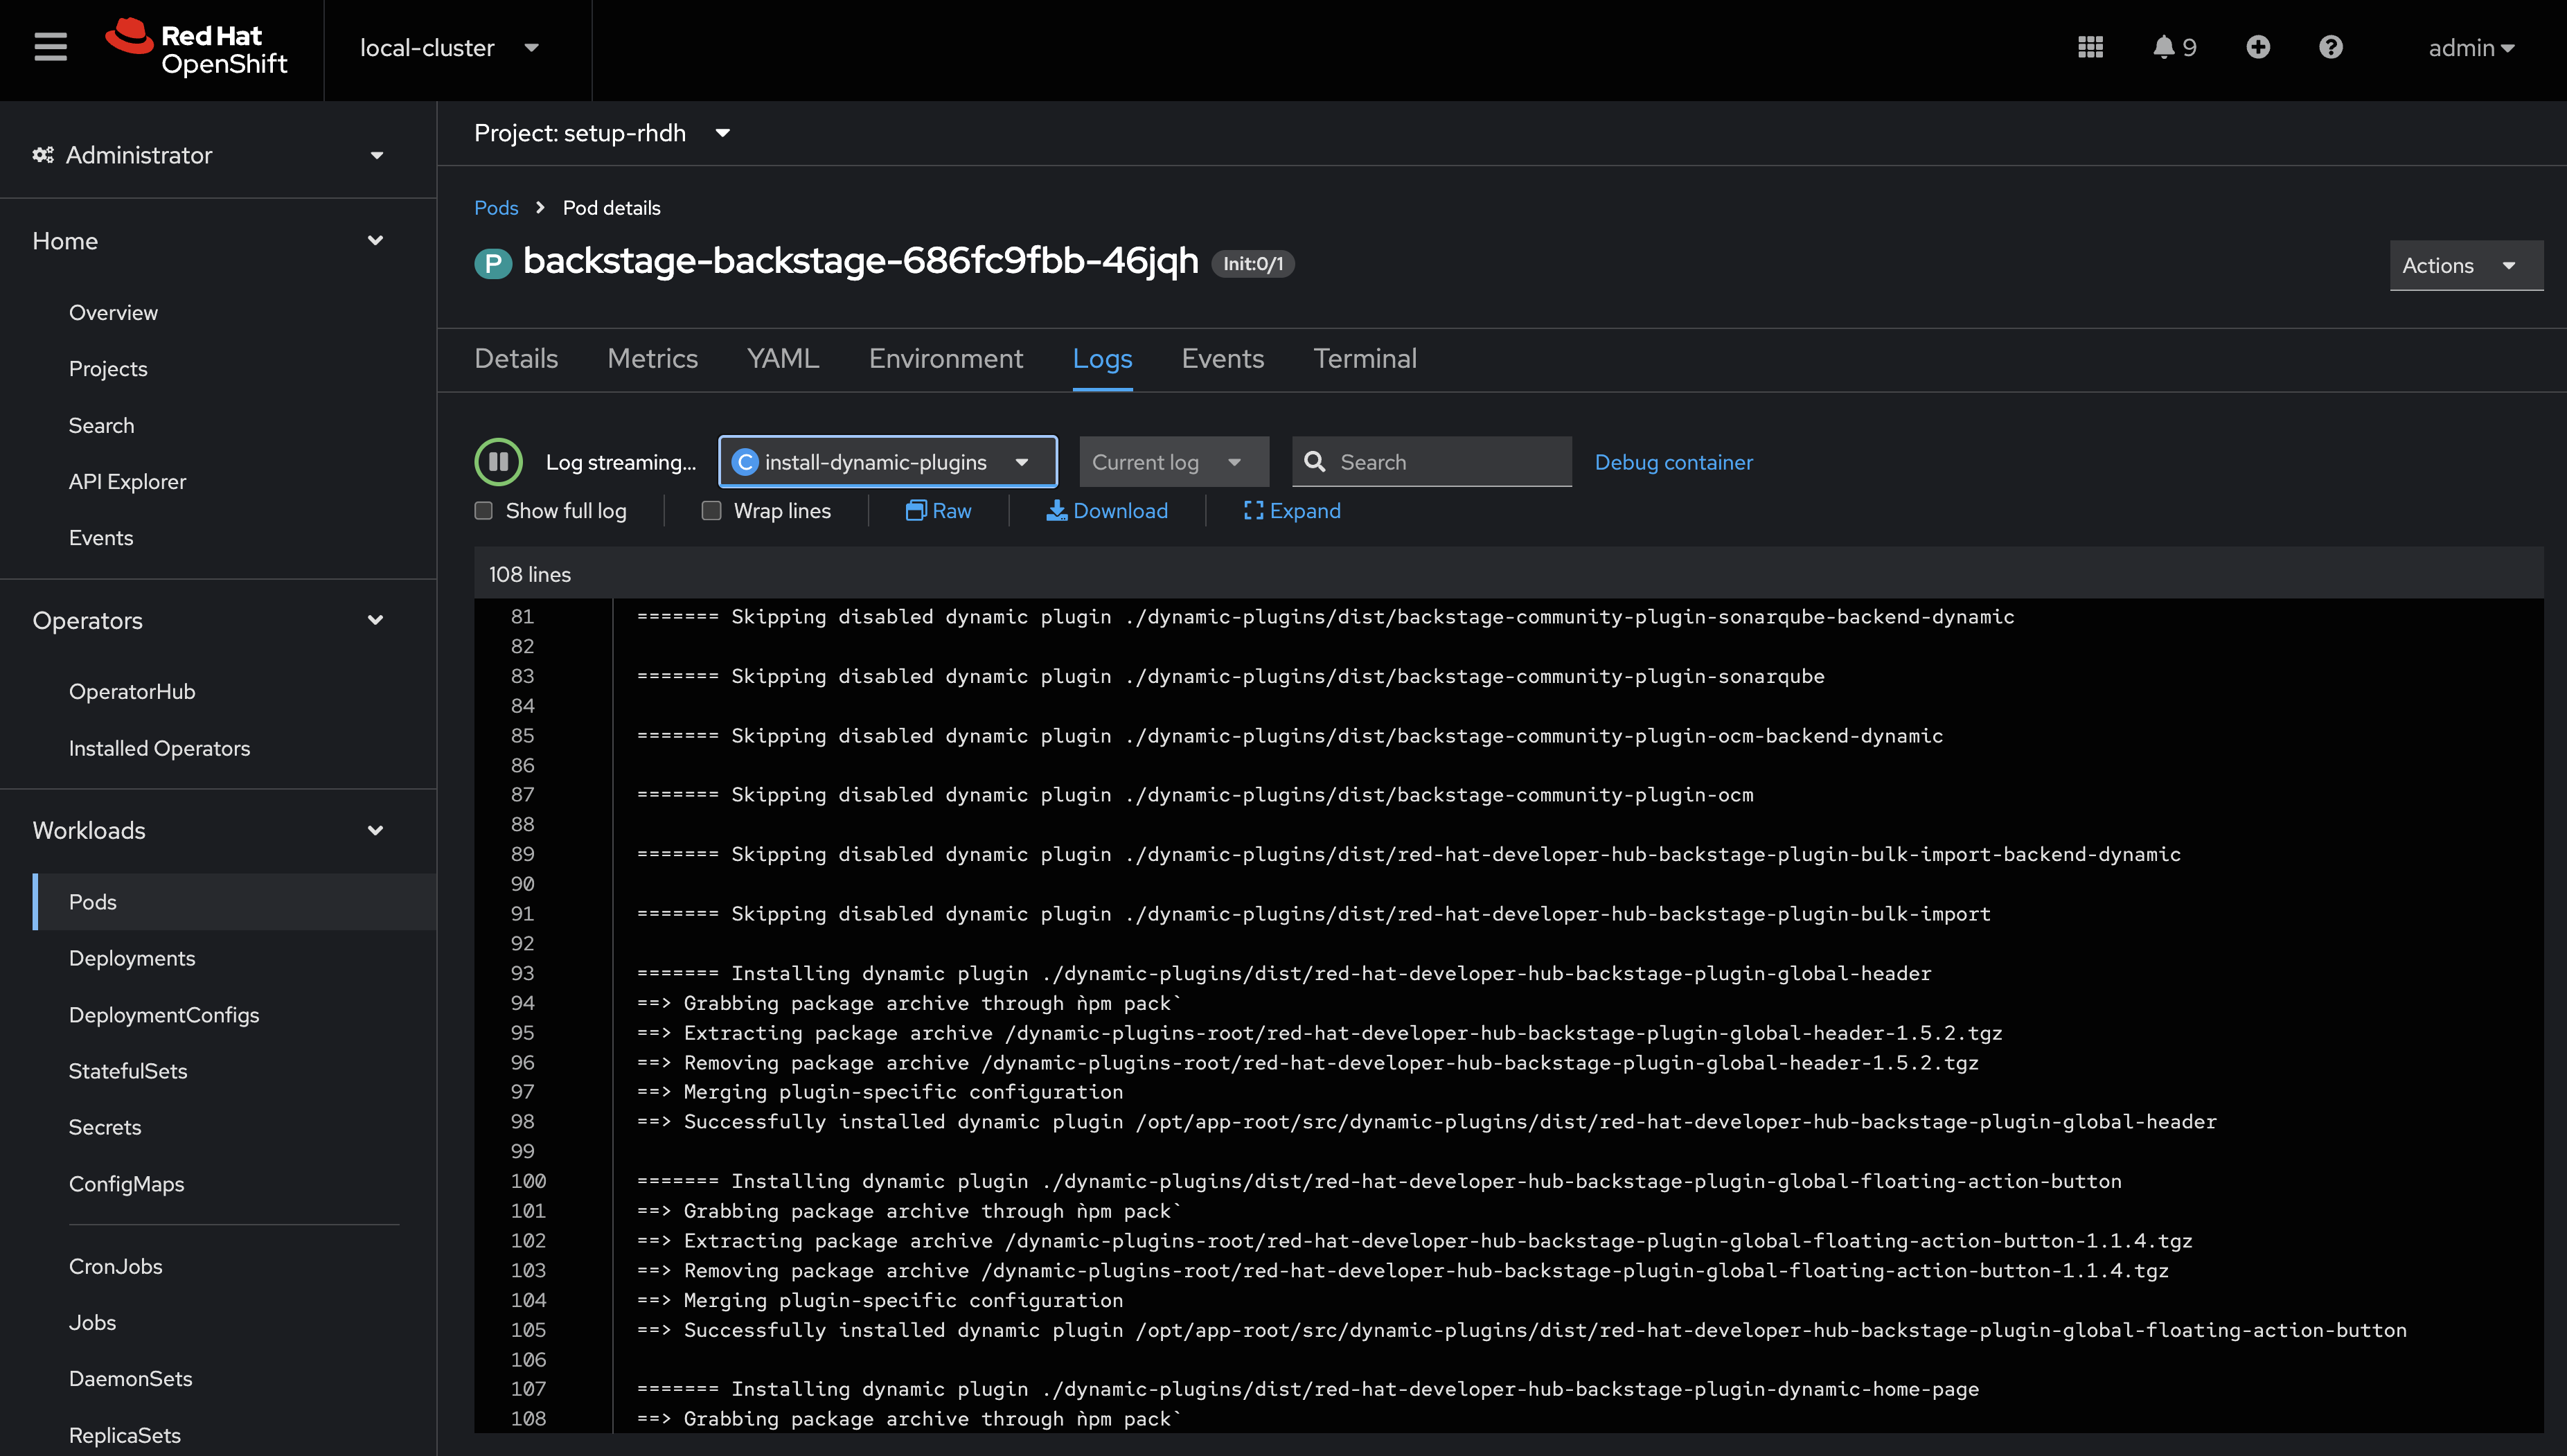 Red Hat
OpenShift
local-cluster
9
admin
Administrator
Home
Overview
Projects
Search
API Explorer
Events
Operators
OperatorHub
Installed Operators
Workloads
Pods
Deployments
DeploymentConfigs
StatefulSets
Secrets
ConfigMaps
CronJobs
Jobs
DaemonSets
ReplicaSets
Project: setup-rhdh
Pods > Pod details
P backstage-backstage-686fc9fbb-46jqh Init:0/1
Actions
Details Metrics YAML Environment Logs Events Terminal
Log streaming... C install-dynamic-plugins Current log Search Debug container
Show full log Wrap lines Raw Download Expand
108 lines
81 ======= Skipping disabled dynamic plugin ./dynamic-plugins/dist/backstage-community-plugin-sonarqube-backend-dynamic
82
83 ======= Skipping disabled dynamic plugin ./dynamic-plugins/dist/backstage-community-plugin-sonarqube
84
85 ======= Skipping disabled dynamic plugin ./dynamic-plugins/dist/backstage-community-plugin-ocm-backend-dynamic
86
87 ======= Skipping disabled dynamic plugin ./dynamic-plugins/dist/backstage-community-plugin-ocm
88
89 ======= Skipping disabled dynamic plugin ./dynamic-plugins/dist/red-hat-developer-hub-backstage-plugin-bulk-import-backend-dynamic
90
91 ======= Skipping disabled dynamic plugin ./dynamic-plugins/dist/red-hat-developer-hub-backstage-plugin-bulk-import
92
93 ======= Installing dynamic plugin ./dynamic-plugins/dist/red-hat-developer-hub-backstage-plugin-global-header
94 ==> Grabbing package archive through `npm pack`
95 ==> Extracting package archive /dynamic-plugins-root/red-hat-developer-hub-backstage-plugin-global-header-1.5.2.tgz
96 ==> Removing package archive /dynamic-plugins-root/red-hat-developer-hub-backstage-plugin-global-header-1.5.2.tgz
97 ==> Merging plugin-specific configuration
98 ==> Successfully installed dynamic plugin /opt/app-root/src/dynamic-plugins/dist/red-hat-developer-hub-backstage-plugin-global-header
99
100 ======= Installing dynamic plugin ./dynamic-plugins/dist/red-hat-developer-hub-backstage-plugin-global-floating-action-button
101 ==> Grabbing package archive through `npm pack`
102 ==> Extracting package archive /dynamic-plugins-root/red-hat-developer-hub-backstage-plugin-global-floating-action-button-1.1.4.tgz
103 ==> Removing package archive /dynamic-plugins-root/red-hat-developer-hub-backstage-plugin-global-floating-action-button-1.1.4.tgz
104 ==> Merging plugin-specific configuration
105 ==> Successfully installed dynamic plugin /opt/app-root/src/dynamic-plugins/dist/red-hat-developer-hub-backstage-plugin-global-floating-action-button
106
107 ======= Installing dynamic plugin ./dynamic-plugins/dist/red-hat-developer-hub-backstage-plugin-dynamic-home-page
108 ==> Grabbing package archive through `npm pack`